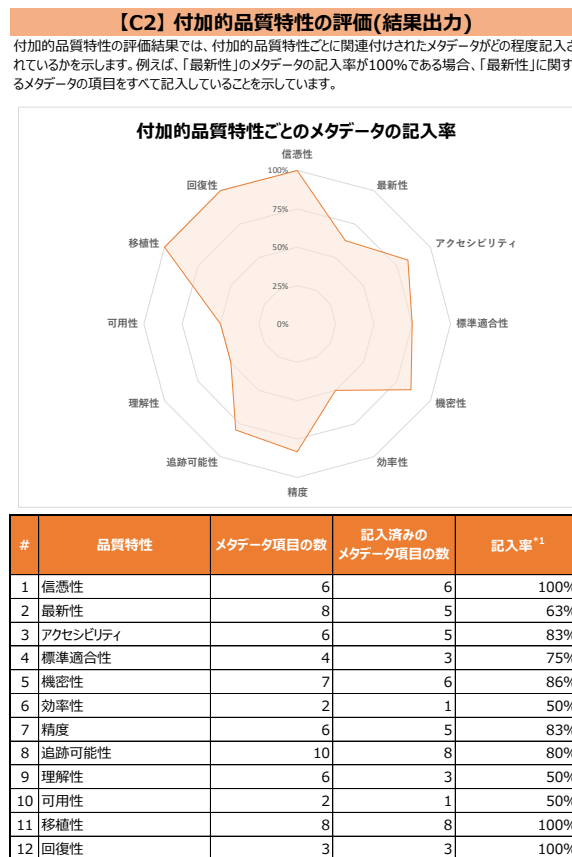 【C2】付加的品質特性の評価(結果出力)
付加的品質特性の評価結果では、付加的品質特性ごとに関連付けされたメタデータがどの程度記入さ
れているかを示します。例えば、「最新性」のメタデータの記入率が100%である場合、「最新性」に関す
るメタデータの項目をすべて記入していることを示しています。
付加的品質特性ごとのメタデータの記入率
信憑性
100%
回復性
最新性
75%
移植性
アクセシビリティ
50%
25%
可用性
0%
標準適合性
理解性
機密性
追跡可能性
効率性
精度
# 品質特性 メタデータ項目の数 記入済みの メタデータ項目の数 記入率*1
1 信憑性 6 6 100%
2 最新性 8 5 63%
3 アクセシビリティ 6 5 83%
4 標準適合性 4 3 75%
5 機密性 7 6 86%
6 効率性 2 1 50%
7 精度 6 5 83%
8 追跡可能性 10 8 80%
9 理解性 6 3 50%
10 可用性 2 1 50%
11 移植性 8 8 100%
12 回復性 3 3 100%